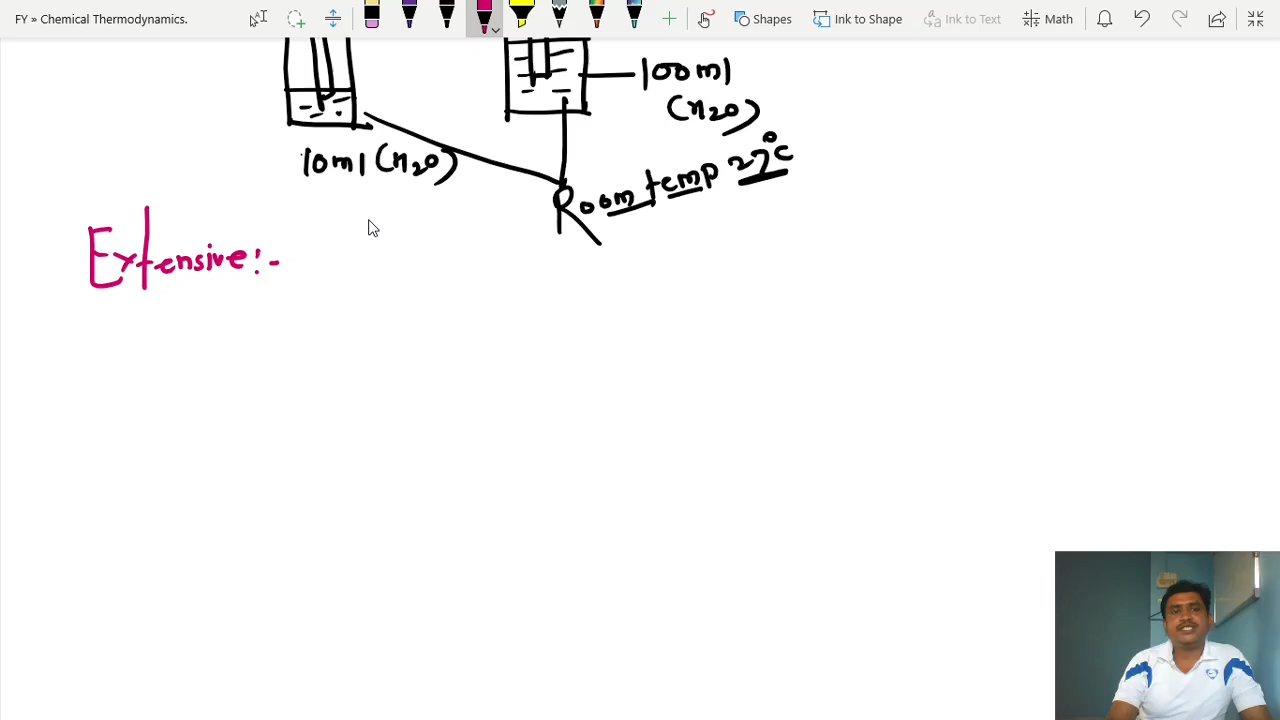 FY » Chemical Thermodynamics.
Shapes
Ink to Shape
Ink to Text
Math
100ml
(H2O)
10ml (H2O)
Room temp 27°C
Extensive:-